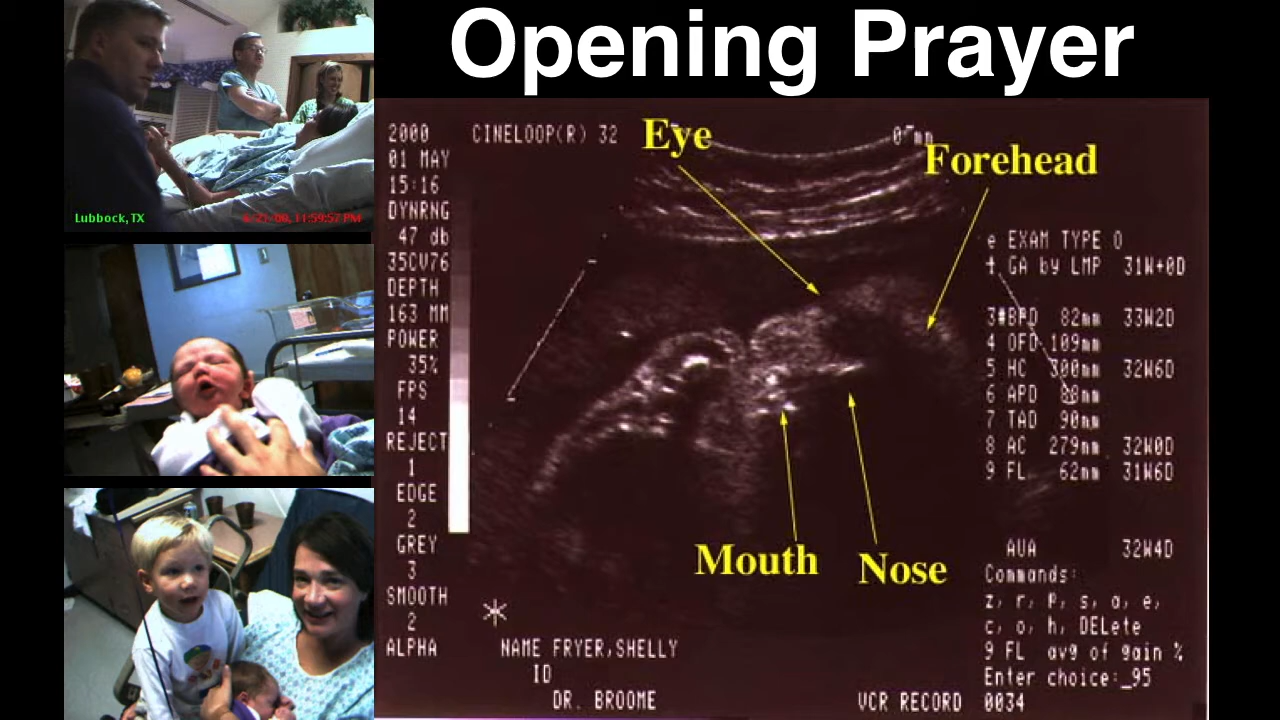 Opening Prayer
Lubbock, TX
2000 CINELOOP(R) 32
01 MAY
15:16
DYNRNG
47 db
35CV76
DEPTH
163 MM
POWER
35%
FPS
14
REJECT
1
EDGE
2
GREY
3
SMOOTH
2
ALPHA
Eye
0 mm
Forehead
Mouth
Nose
e EXAM TYPE O
GA by LMP 31W+0D
3#BPD 82mm 33W2D
4 OFD 109mm
5 HC 300mm 32W6D
6 APD 88mm
7 TAD 90mm
8 AC 279mm 32W0D
9 FL 62mm 31W6D
AUA 32W4D
Commands:
z, r, P, s, a, e,
c, o, h, DELete
9 FL avg of gain %
Enter choice:_95
NAME FRYER,SHELLY
ID
DR. BROOME
VCR RECORD 0034